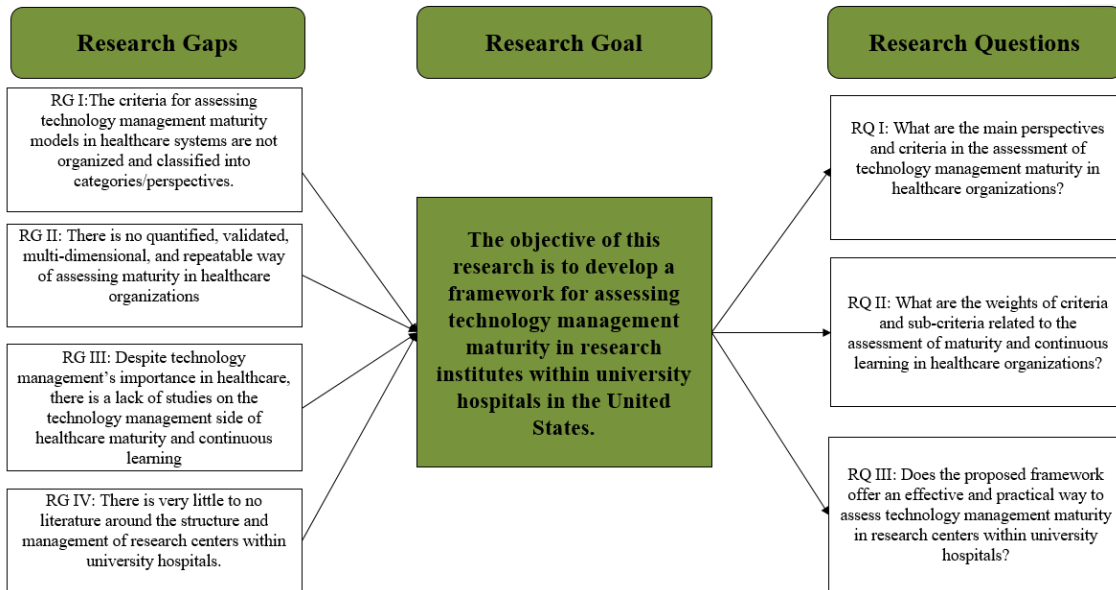 Research Gaps
RG I:The criteria for assessing
technology management maturity
models in healthcare systems are not
organized and classified into
categories/perspectives.
RG II: There is no quantified, validated,
multi-dimensional, and repeatable way
of assessing maturity in healthcare
organizations
RG III: Despite technology
management’s importance in healthcare,
there is a lack of studies on the
technology management side of
healthcare maturity and continuous
learning
RG IV: There is very little to no
literature around the structure and
management of research centers within
university hospitals.
Research Goal
The objective of this
research is to develop a
framework for assessing
technology management
maturity in research
institutes within university
hospitals in the United
States.
Research Questions
RQ I: What are the main perspectives
and criteria in the assessment of
technology management maturity in
healthcare organizations?
RQ II: What are the weights of criteria
and sub-criteria related to the
assessment of maturity and continuous
learning in healthcare organizations?
RQ III: Does the proposed framework
offer an effective and practical way to
assess technology management maturity
in research centers within university
hospitals?